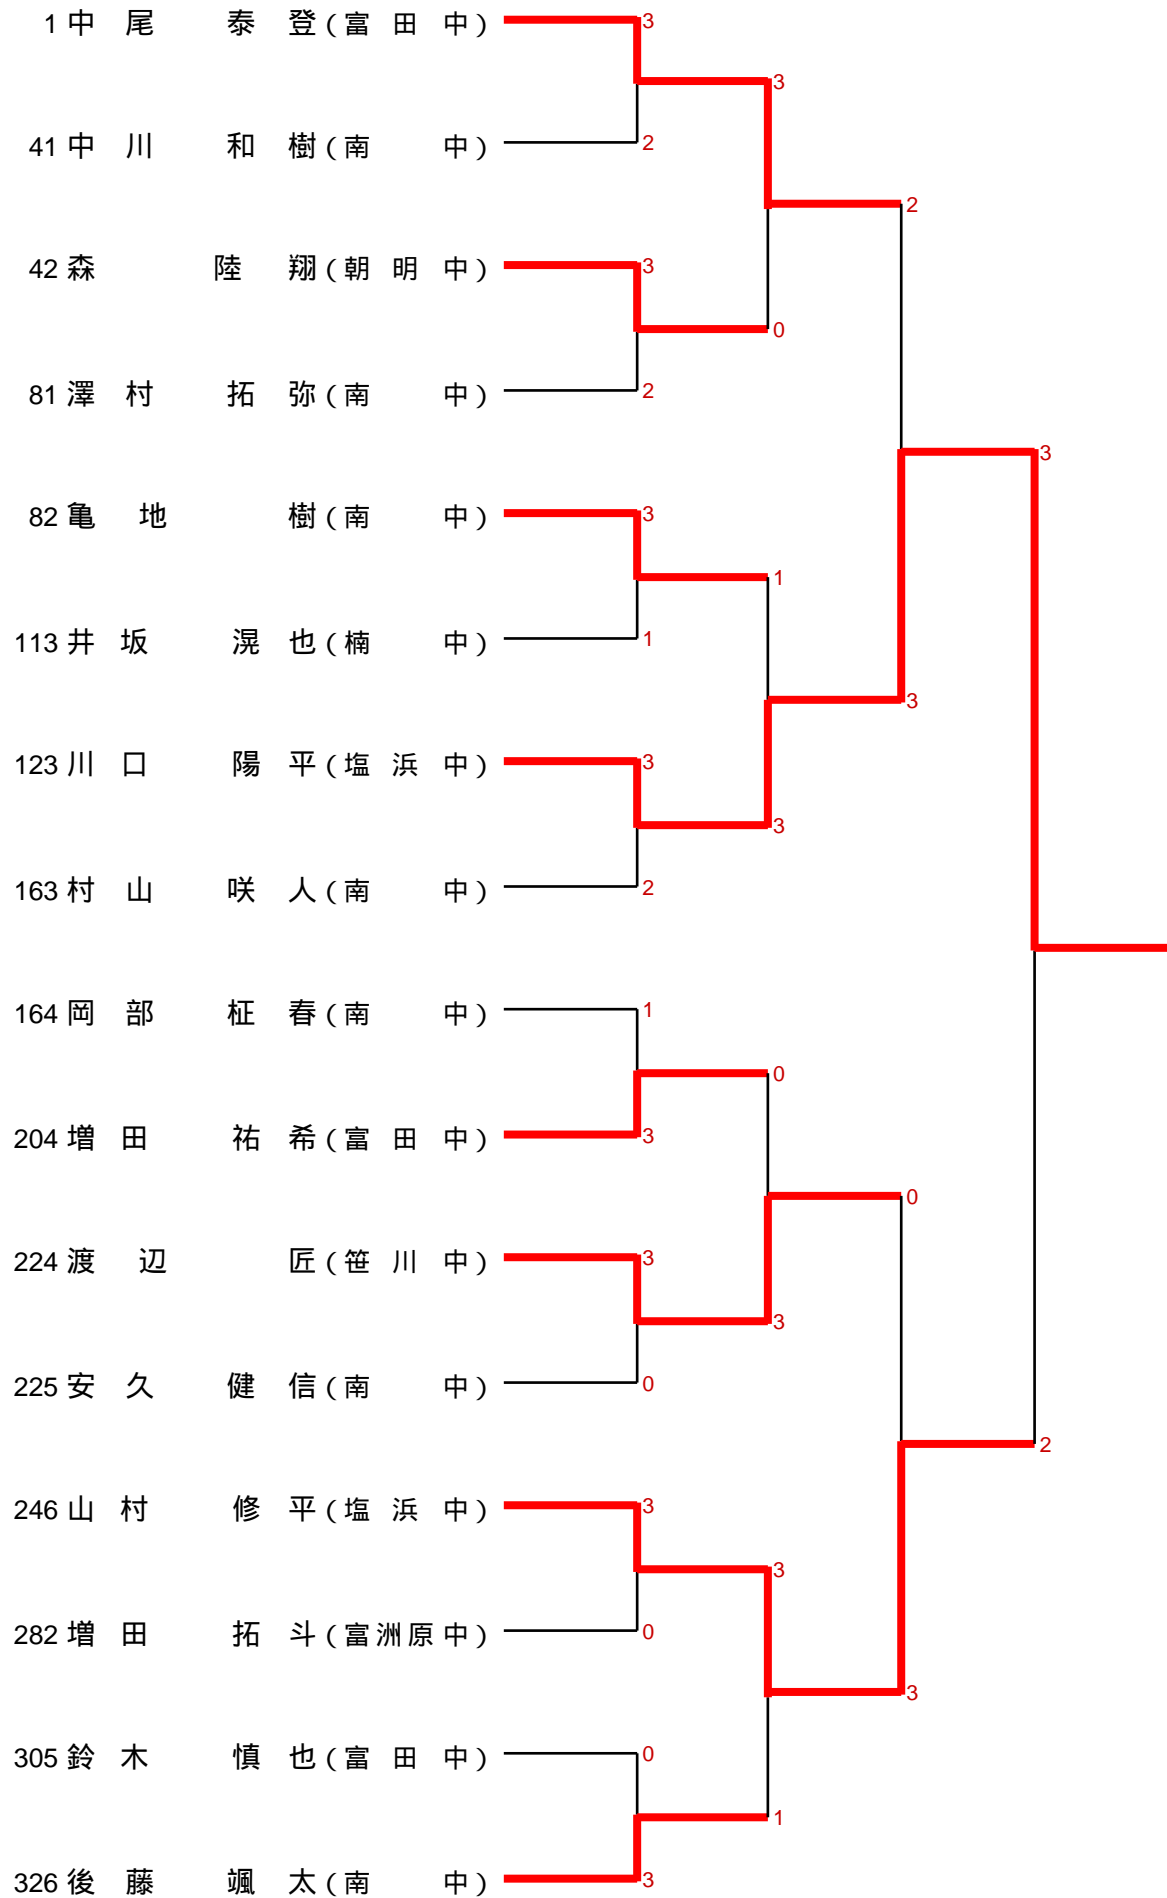 1 中尾 泰登(富田中) 3
3
41 中川 和樹(南中) 2
2
42 森 陸翔(朝明中) 3
0
81 澤村 拓弥(南中) 2
3
82 亀地 樹(南中) 3
1
113 井坂 滉也(楠中) 1
3
123 川口 陽平(塩浜中) 3
3
163 村山 咲人(南中) 2
164 岡部 柾春(南中) 1
0
204 増田 祐希(富田中) 3
0
224 渡辺 匠(笹川中) 3
3
225 安久 健信(南中) 0
2
246 山村 修平(塩浜中) 3
3
282 増田 拓斗(富洲原中) 0
3
305 鈴木 慎也(富田中) 0
1
326 後藤 颯太(南中) 3